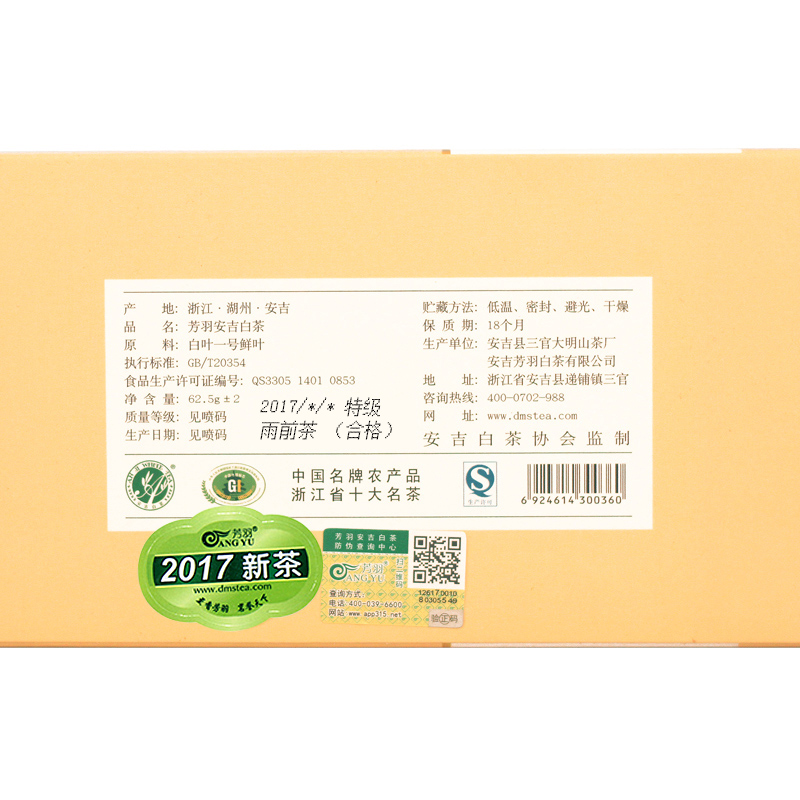 产 地: 浙江·湖州·安吉
品 名: 芳羽安吉白茶
原 料: 白叶一号鲜叶
执行标准: GB/T20354
食品生产许可证编号: QS3305 1401 0853
净 含 量: 62.5g±2
质量等级: 见喷码
生产日期: 见喷码
2017/*/* 特级
雨前茶 (合格)
贮藏方法: 低温、密封、避光、干燥
保 质 期: 18个月
生产单位: 安吉县三官大明山茶厂
安吉芳羽白茶有限公司
地 址: 浙江省安吉县递铺镇三官
咨询热线: 400-0702-988
网 址: www.dmstea.com
安吉白茶协会监制
中国名牌农产品
浙江省十大名茶
QS
生产许可
6 924614 300360
芳羽®
FANG YU
2017 新茶
www.dmstea.com
芳羽安吉白茶
防伪查询中心
芳羽
FANG YU
扫二维码
查询方式:
电话:400-039-6600
网站:www.app315.net
12617 0010
8 0305549
验正码